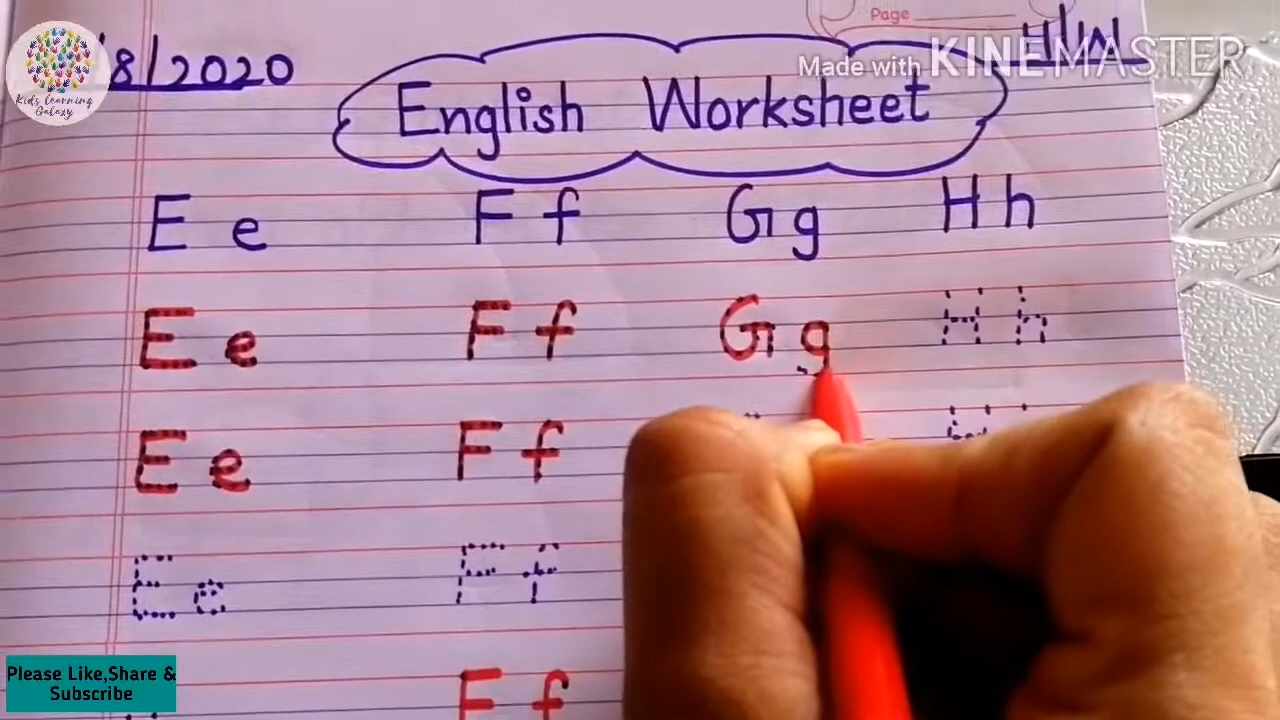 Page
/8/2020
H/W
Made with KINEMASTER
Kids Learning
Galaxy
English Worksheet
E e F f G g H h
E e F f G g H h
E e F f H
E e F f
F f
Please Like,Share &
Subscribe